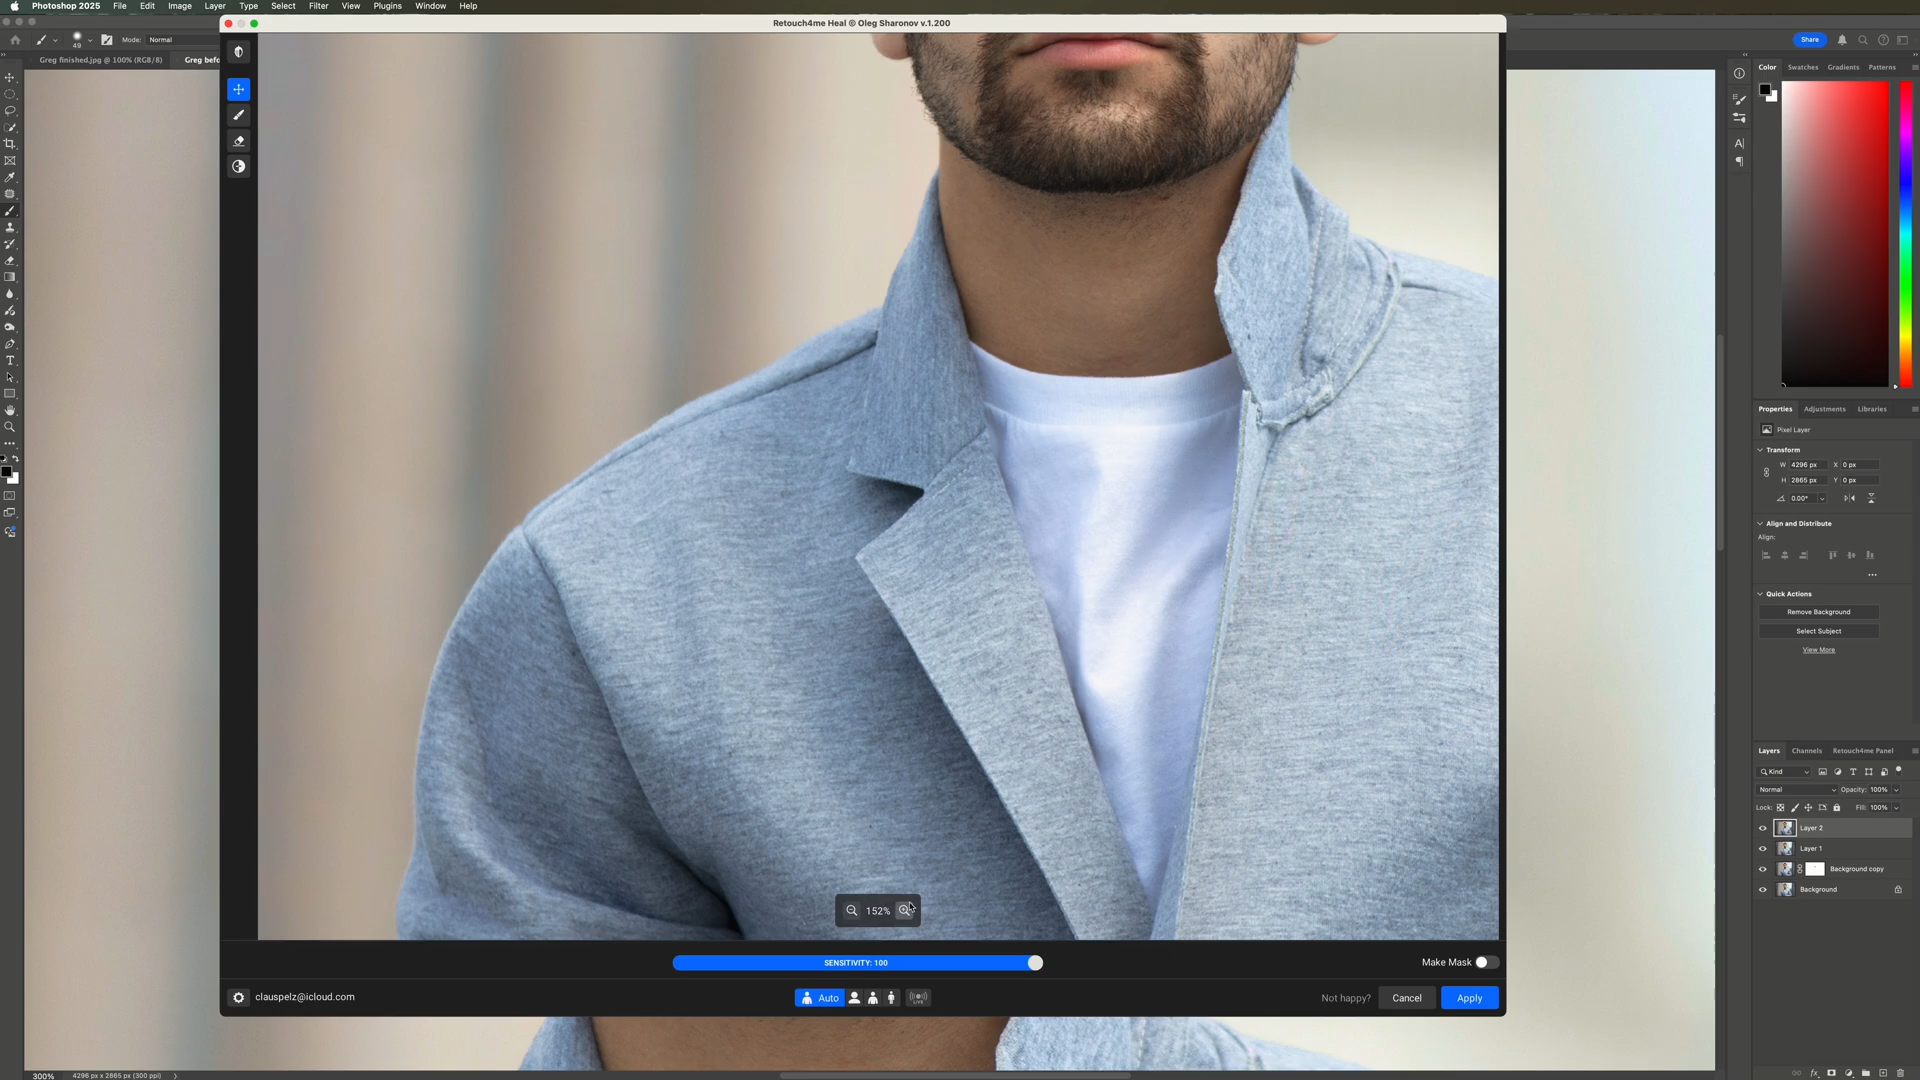 Photoshop 2025 File Edit Image Layer Type Select Filter View Plugins Window Help
Retouch4me Heal © Oleg Sharonov v.1.200
49 Mode: Normal
Share
Greg finished.jpg @ 100% (RGB/8) Greg befo
Color Swatches Gradients Patterns
Properties Adjustments Libraries
Pixel Layer
Transform
W 4296 px X 0 px
H 2865 px Y 0 px
0.00°
Align and Distribute
Align:
Quick Actions
Remove Background
Select Subject
View More
Layers Channels Retouch4me Panel
Kind
Normal Opacity: 100%
Lock: Fill: 100%
Layer 2
Layer 1
Background copy
Background
152%
SENSITIVITY: 100
Make Mask
clauspelz@icloud.com
Auto
LIVE
Not happy? Cancel Apply
300% 4296 px x 2865 px (300 ppi)